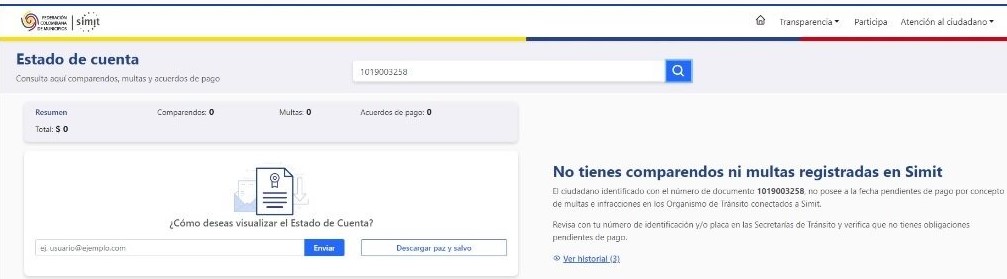 FEDERACIÓN
COLOMBIANA
DE MUNICIPIOS
simit
Transparencia
Participa
Atención al ciudadano
Estado de cuenta
Consulta aquí comparendos, multas y acuerdos de pago
1019003258
Resumen
Comparendos: 0
Multas: 0
Acuerdos de pago: 0
Total: $ 0
¿Cómo deseas visualizar el Estado de Cuenta?
ej. usuario@ejemplo.com
Enviar
Descargar paz y salvo
No tienes comparendos ni multas registradas en Simit
El ciudadano identificado con el número de documento 1019003258, no posee a la fecha pendientes de pago por concepto
de multas e infracciones en los Organismo de Tránsito conectados a Simit.
Revisa con tu número de identificación y/o placa en las Secretarías de Tránsito y verifica que no tienes obligaciones
pendientes de pago.
Ver historial (3)